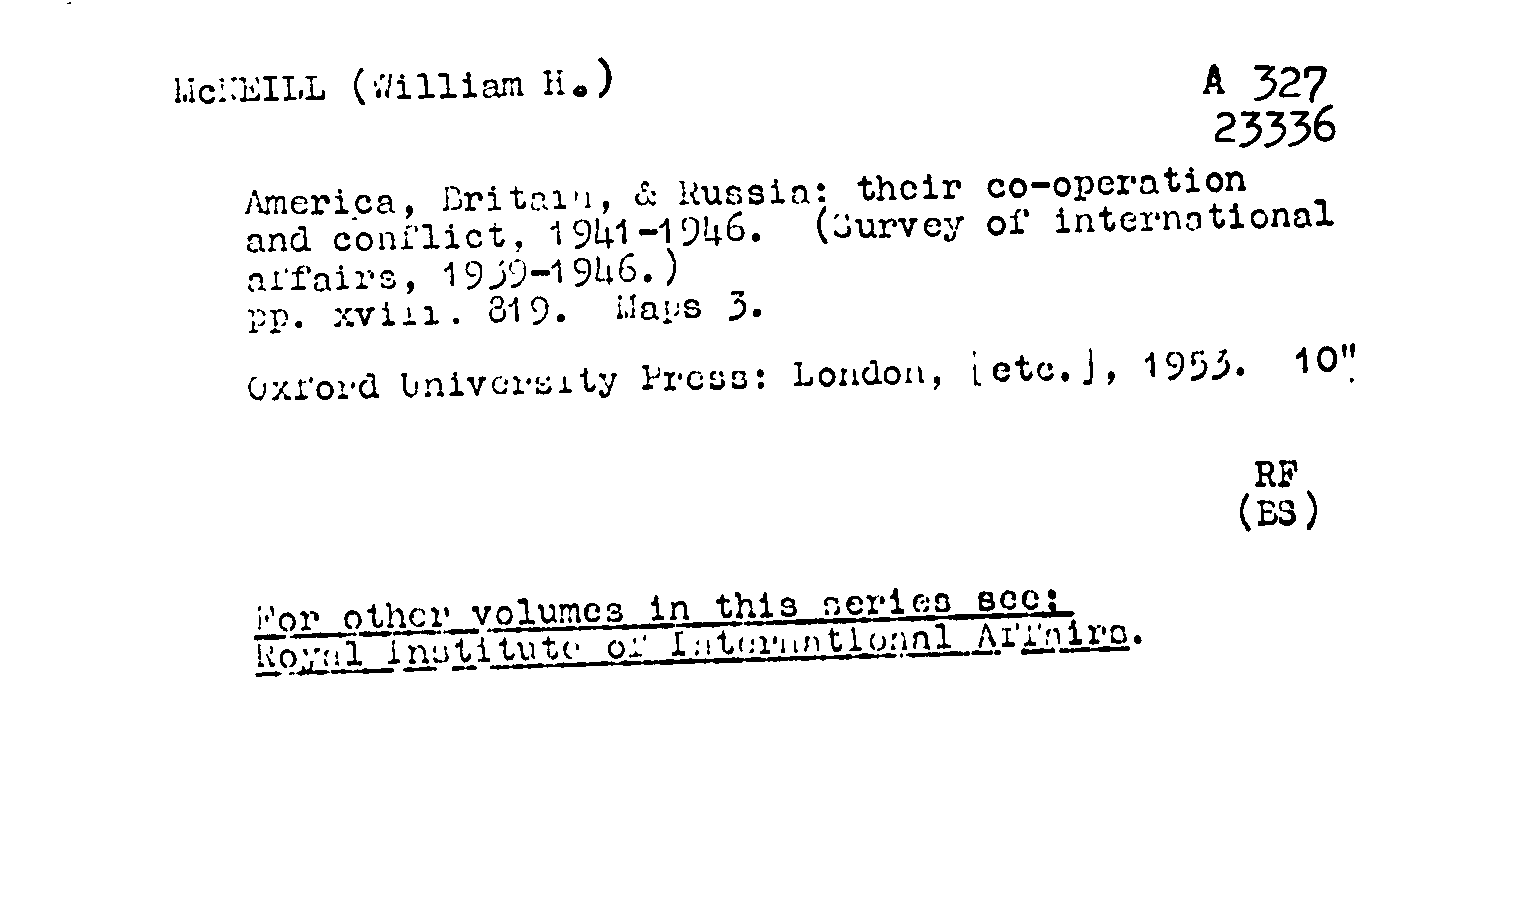 McNEILL (William H.) A 327
23336
America, Britain, & Russia: their co-operation
and conflict, 1941-1946. (Survey of international
affairs, 1939-1946.)
pp. xviii. 819. Maps 3.
Oxford University Press: London, [etc.], 1953. 10".
RF
(BS)
For other volumes in this series see:
Royal Institute of International Affairs.